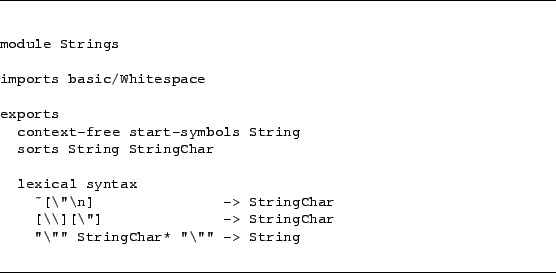 module Strings
imports basic/Whitespace
exports
context-free start-symbols String
sorts String StringChar
lexical syntax
~[\"\n] -> StringChar
[\\][\"] -> StringChar
"\"" StringChar* "\"" -> String